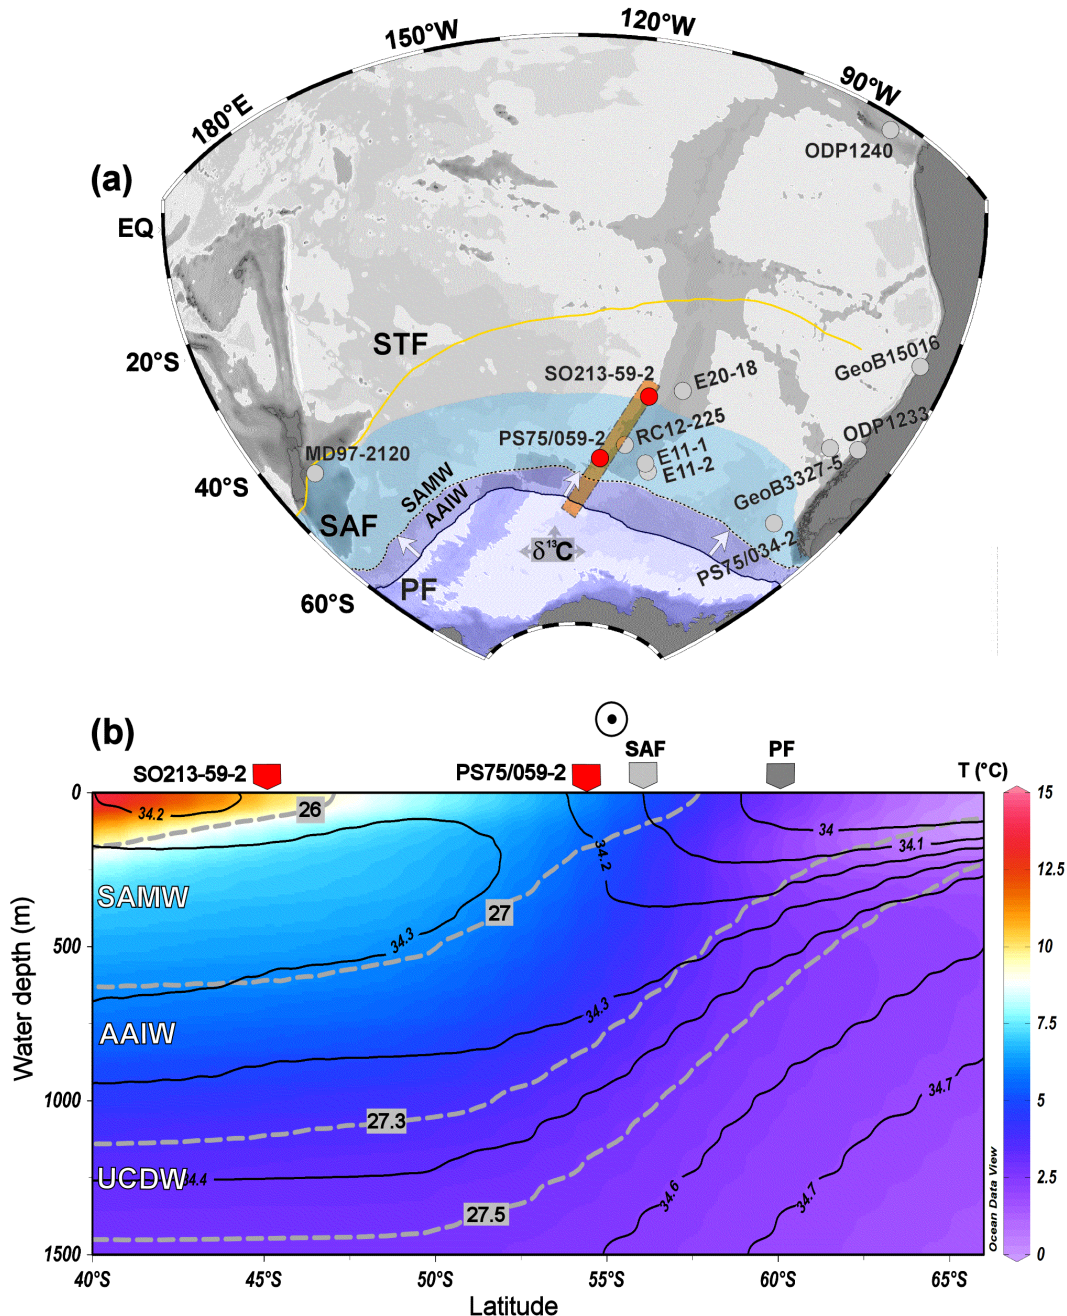 120°W
150°W
90°W
180°E
ODP1240
(a)
EQ
STF
20°S
GeoB15016
SO213-59-2
E20-18
ODP1233
RC12-225
PS75/059-2
MD97-2120
E11-1
E11-2
SAMW
AAIW
GeoB3327-5
40°S
SAF
PS75/034-2
δ¹³C
PF
60°S
(b)
SAF
PF
SO213-59-2
PS75/059-2
T (°C)
0
15
34.2
26
34
34.1
34.2
12.5
SAMW
27
34.3
500
10
34.3
AAIW
7.5
Water depth (m)
1000
27.3
34.7
5
UCDW
34.4
34.6
34.7
2.5
27.5
Ocean Data View
1500
0
40°S
45°S
50°S
55°S
60°S
65°S
Latitude